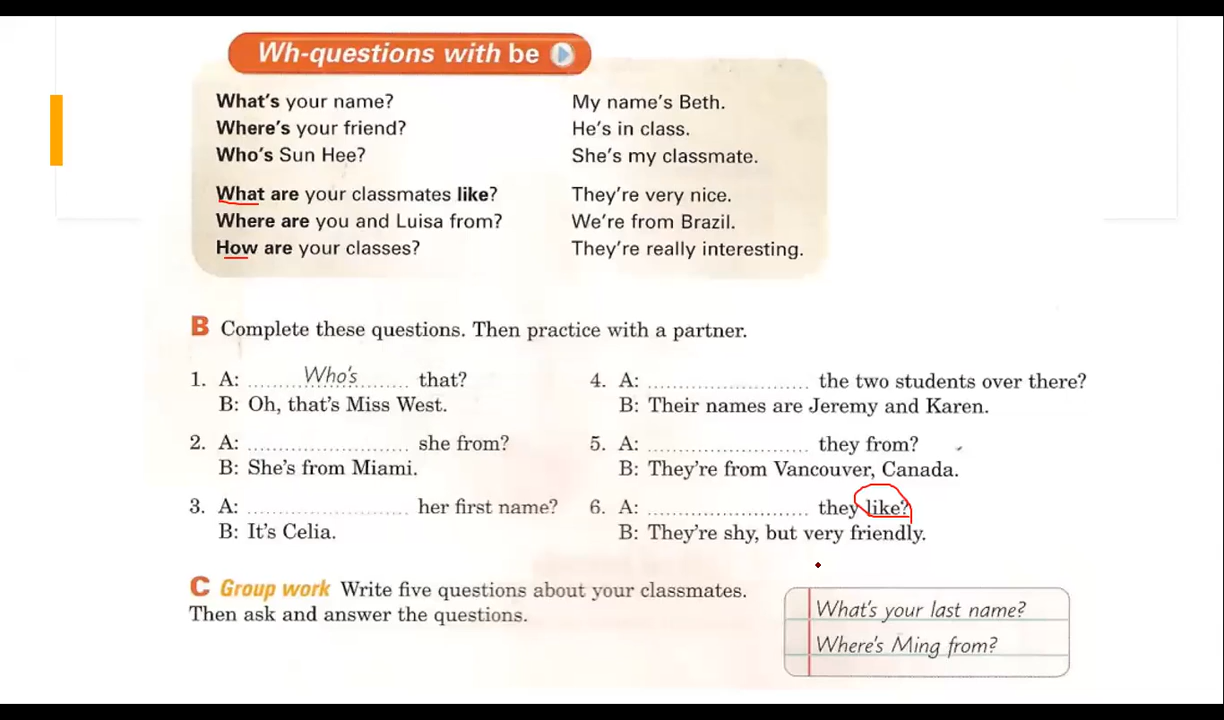 Wh-questions with be
What's your name? My name's Beth.
Where's your friend? He's in class.
Who's Sun Hee? She's my classmate.
What are your classmates like? They're very nice.
Where are you and Luisa from? We're from Brazil.
How are your classes? They're really interesting.
B Complete these questions. Then practice with a partner.
1. A: Who's that?
B: Oh, that's Miss West.
2. A: ........................ she from?
B: She's from Miami.
3. A: ........................ her first name?
B: It's Celia.
4. A: ........................ the two students over there?
B: Their names are Jeremy and Karen.
5. A: ........................ they from?
B: They're from Vancouver, Canada.
6. A: ........................ they like?
B: They're shy, but very friendly.
C Group work Write five questions about your classmates.
Then ask and answer the questions.
What's your last name?
Where's Ming from?